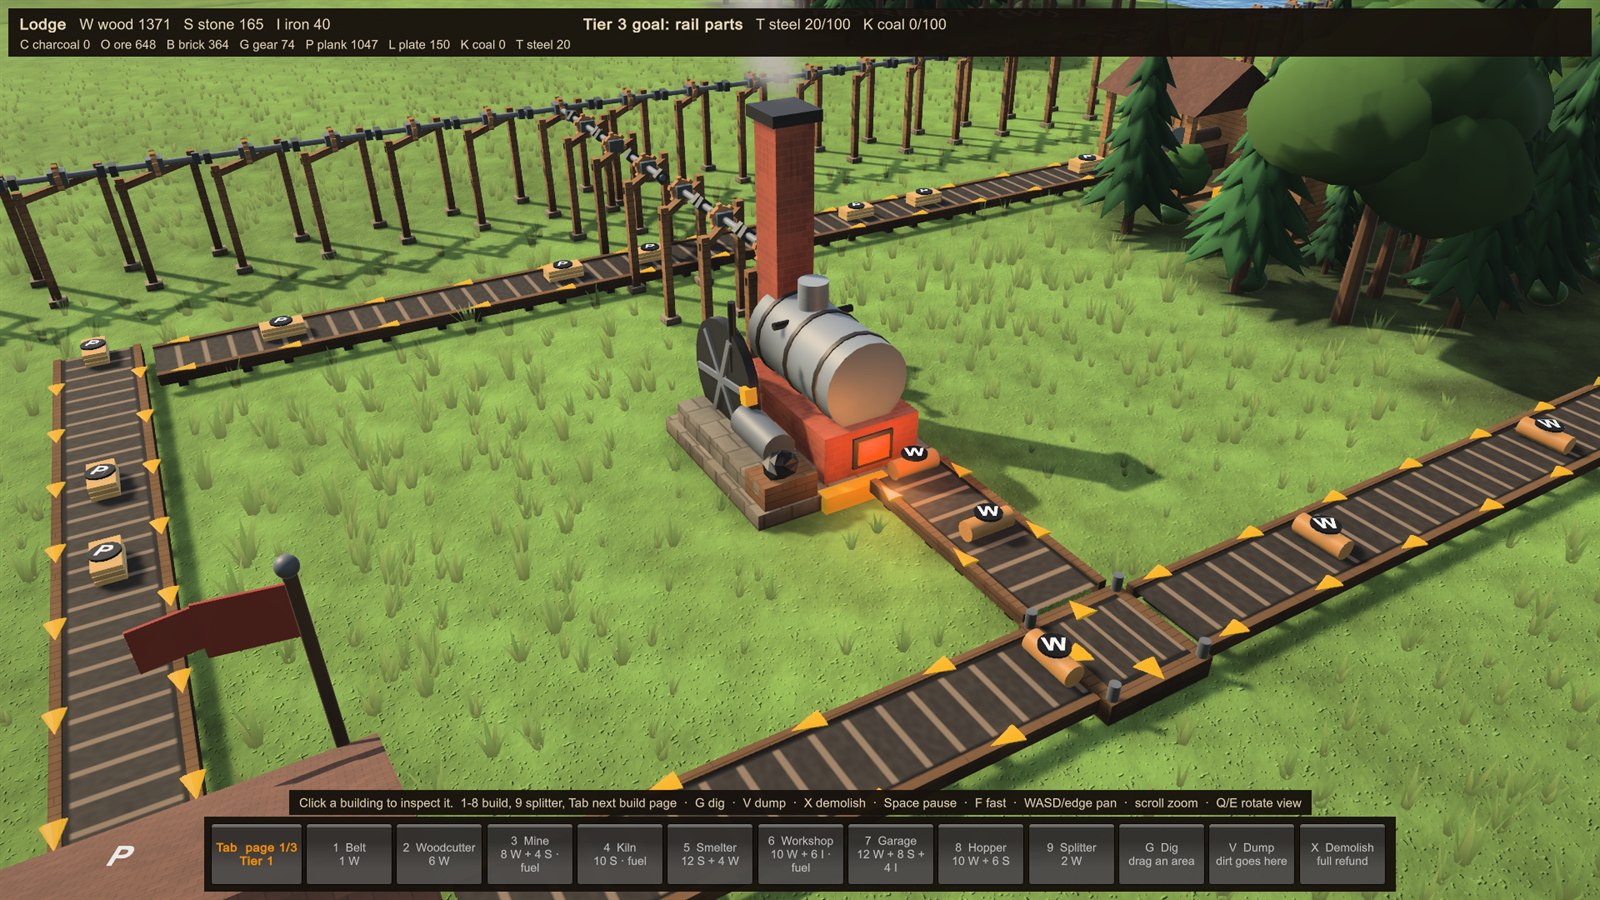 Lodge W wood 1371 S stone 165 I iron 40
Tier 3 goal: rail parts T steel 20/100 K coal 0/100
C charcoal 0 O ore 648 B brick 364 G gear 74 P plank 1047 L plate 150 K coal 0 T steel 20
P
P
P
P
P
P
W
W
W
W
W
P
Click a building to inspect it. 1-8 build, 9 splitter, Tab next build page · G dig · V dump · X demolish · Space pause · F fast · WASD/edge pan · scroll zoom · Q/E rotate view
Tab page 1/3
Tier 1
1 Belt
1 W
2 Woodcutter
6 W
3 Mine
8 W + 4 S ·
fuel
4 Kiln
10 S · fuel
5 Smelter
12 S + 4 W
6 Workshop
10 W + 6 I ·
fuel
7 Garage
12 W + 8 S +
4 I
8 Hopper
10 W + 6 S
9 Splitter
2 W
G Dig
drag an area
V Dump
dirt goes here
X Demolish
full refund